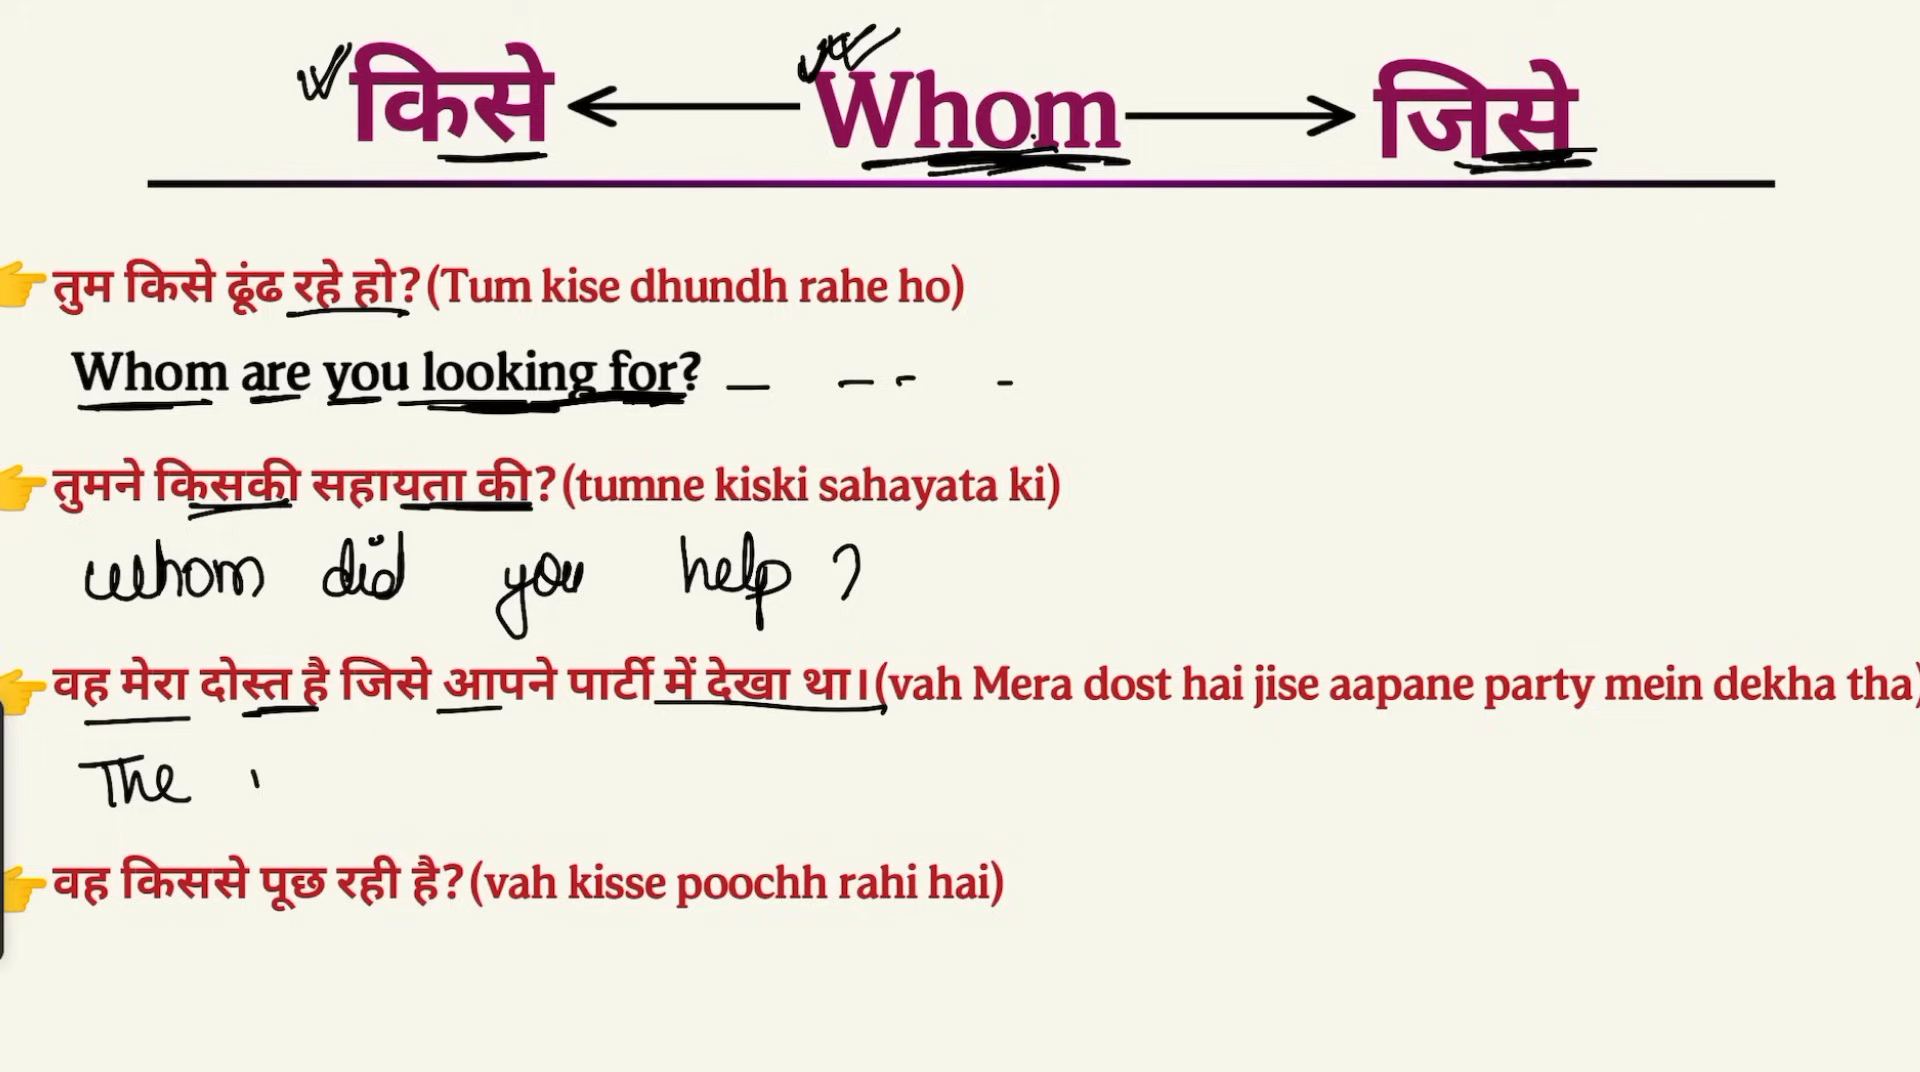 किसे Whom जिसे
तुम किसे ढूंढ रहे हो? (Tum kise dhundh rahe ho)
Whom are you looking for?
तुमने किसकी सहायता की? (tumne kiski sahayata ki)
whom did you help ?
वह मेरा दोस्त है जिसे आपने पार्टी में देखा था। (vah Mera dost hai jise aapane party mein dekha tha)
The
वह किससे पूछ रही है? (vah kisse poochh rahi hai)